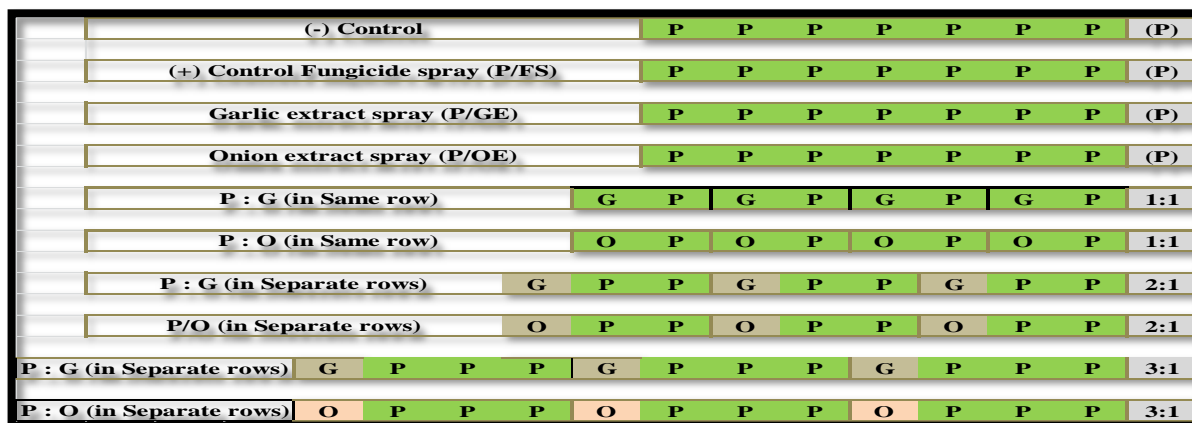 (-) Control P P P P P P P (P)
(+) Control Fungicide spray (P/FS) P P P P P P P (P)
Garlic extract spray (P/GE) P P P P P P P (P)
Onion extract spray (P/OE) P P P P P P P (P)
P : G (in Same row) G P G P G P G P 1:1
P : O (in Same row) O P O P O P O P 1:1
P : G (in Separate rows) G P P G P P G P P 2:1
P/O (in Separate rows) O P P O P P O P P 2:1
P : G (in Separate rows) G P P P G P P P G P P P 3:1
P : O (in Separate rows) O P P P O P P P O P P P 3:1